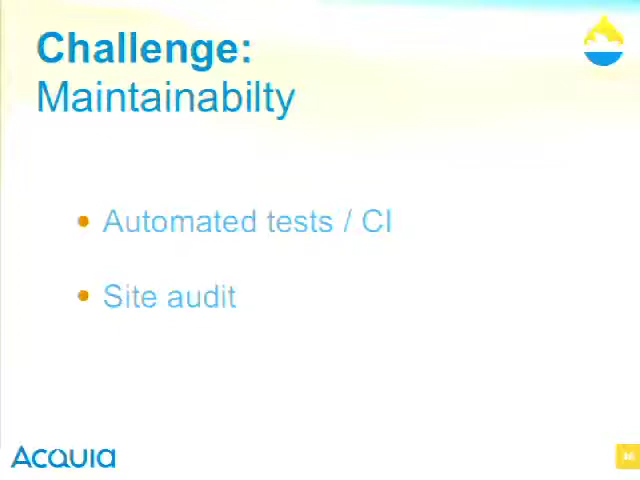 Challenge:
Maintainabilty
• Automated tests / CI
• Site audit
Acquia